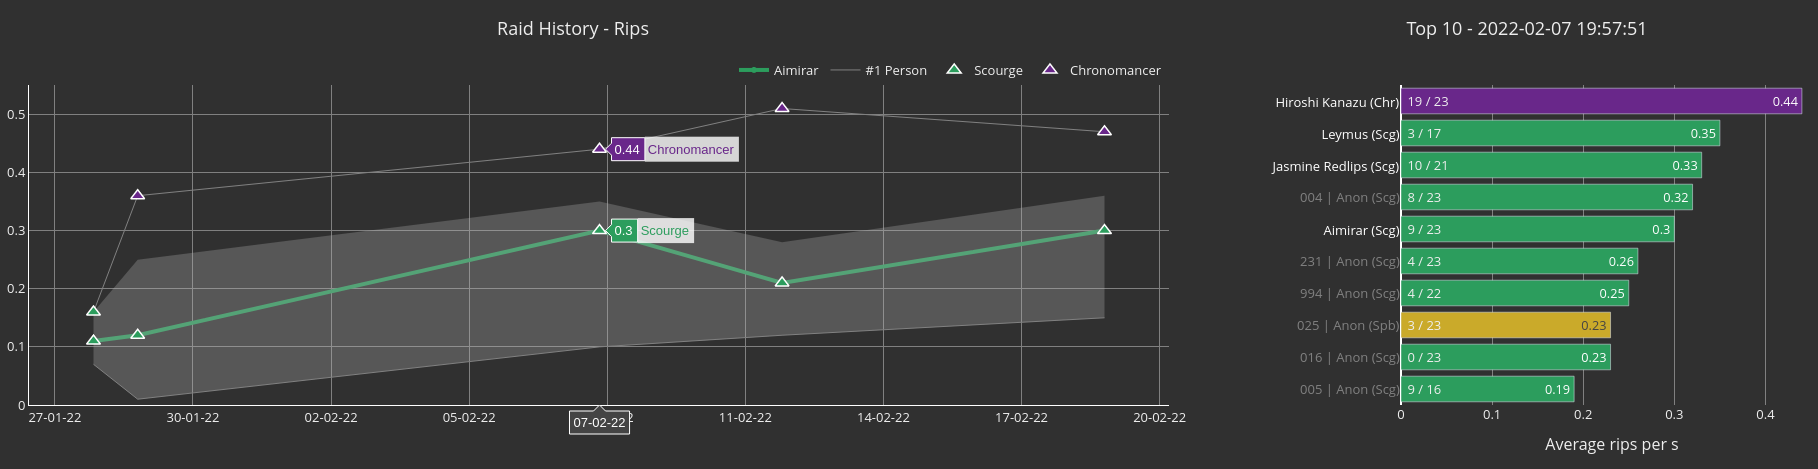 Raid History - Rips
Aimirar
#1 Person
Scourge
Chronomancer
0.5
0.4
0.3
0.2
0.1
0
0.44 Chronomancer
0.3 Scourge
27-01-22
30-01-22
02-02-22
05-02-22
07-02-22
11-02-22
14-02-22
17-02-22
20-02-22
Top 10 - 2022-02-07 19:57:51
Hiroshi Kanazu (Chr) 19 / 23 0.44
Leymus (Scg) 3 / 17 0.35
Jasmine Redlips (Scg) 10 / 21 0.33
004 | Anon (Scg) 8 / 23 0.32
Aimirar (Scg) 9 / 23 0.3
231 | Anon (Scg) 4 / 23 0.26
994 | Anon (Scg) 4 / 22 0.25
025 | Anon (Spb) 3 / 23 0.23
016 | Anon (Scg) 0 / 23 0.23
005 | Anon (Scg) 9 / 16 0.19
0
0.1
0.2
0.3
0.4
Average rips per s